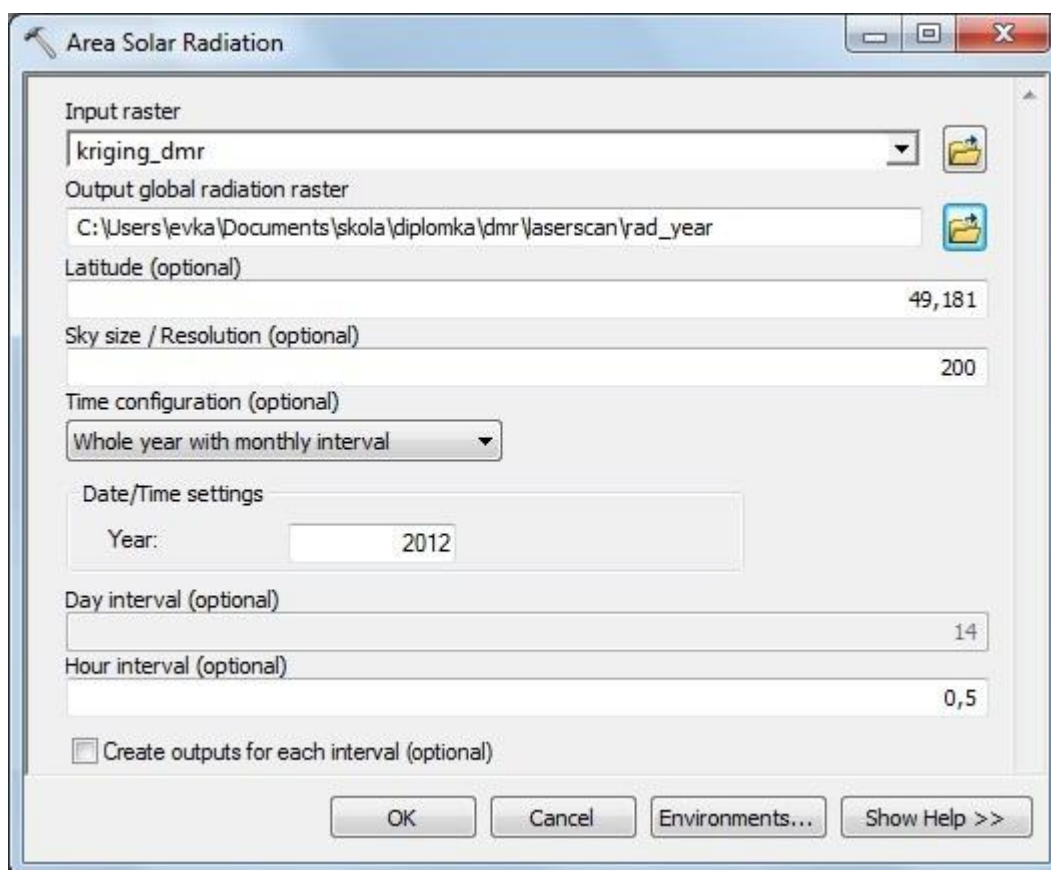 Area Solar Radiation
Input raster
kriging_dmr
Output global radiation raster
C:\Users\evka\Documents\skola\diplomka\dmr\laserscan\rad_year
Latitude (optional)
49,181
Sky size / Resolution (optional)
200
Time configuration (optional)
Whole year with monthly interval
Date/Time settings
Year: 2012
Day interval (optional)
14
Hour interval (optional)
0,5
Create outputs for each interval (optional)
OK Cancel Environments... Show Help >>